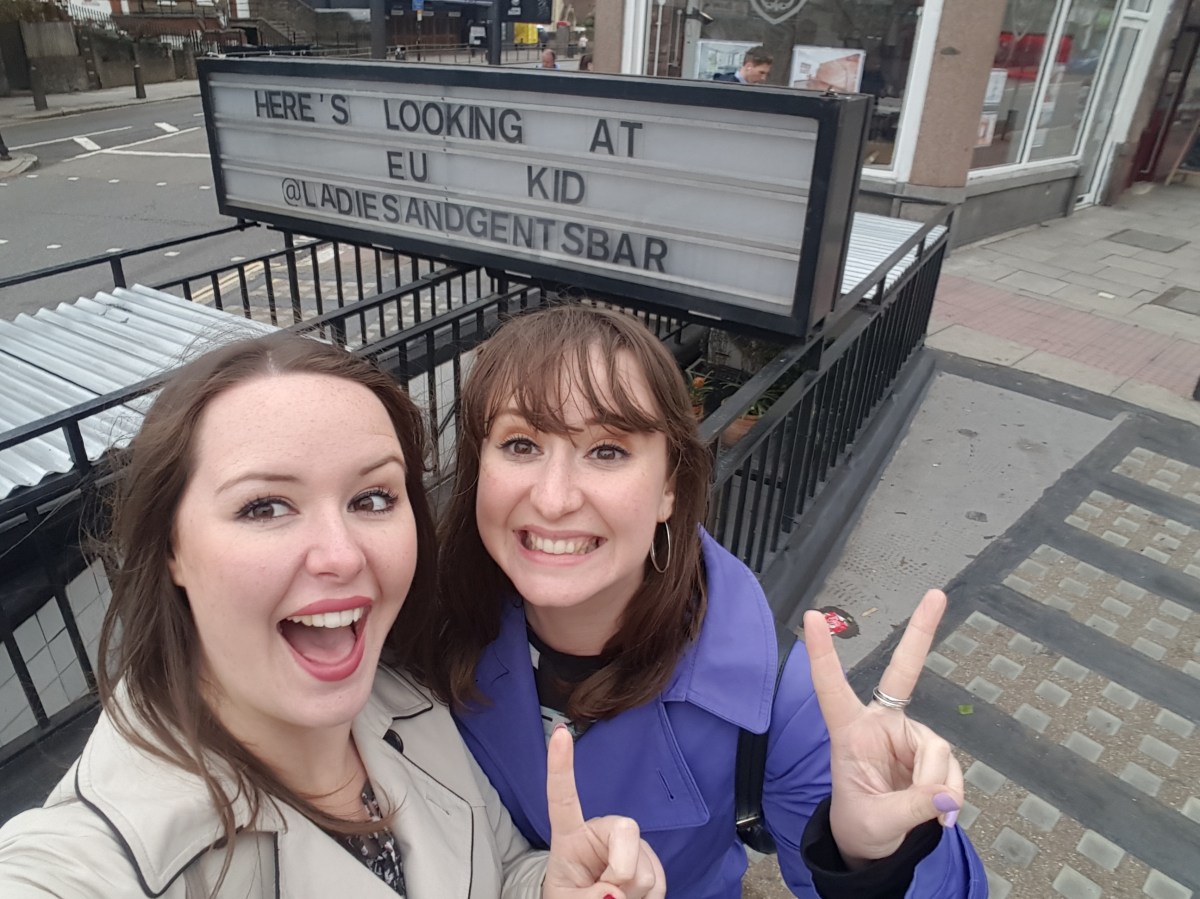 HERE'S LOOKING AT
EU KID
@LADIESANDGENTSBAR